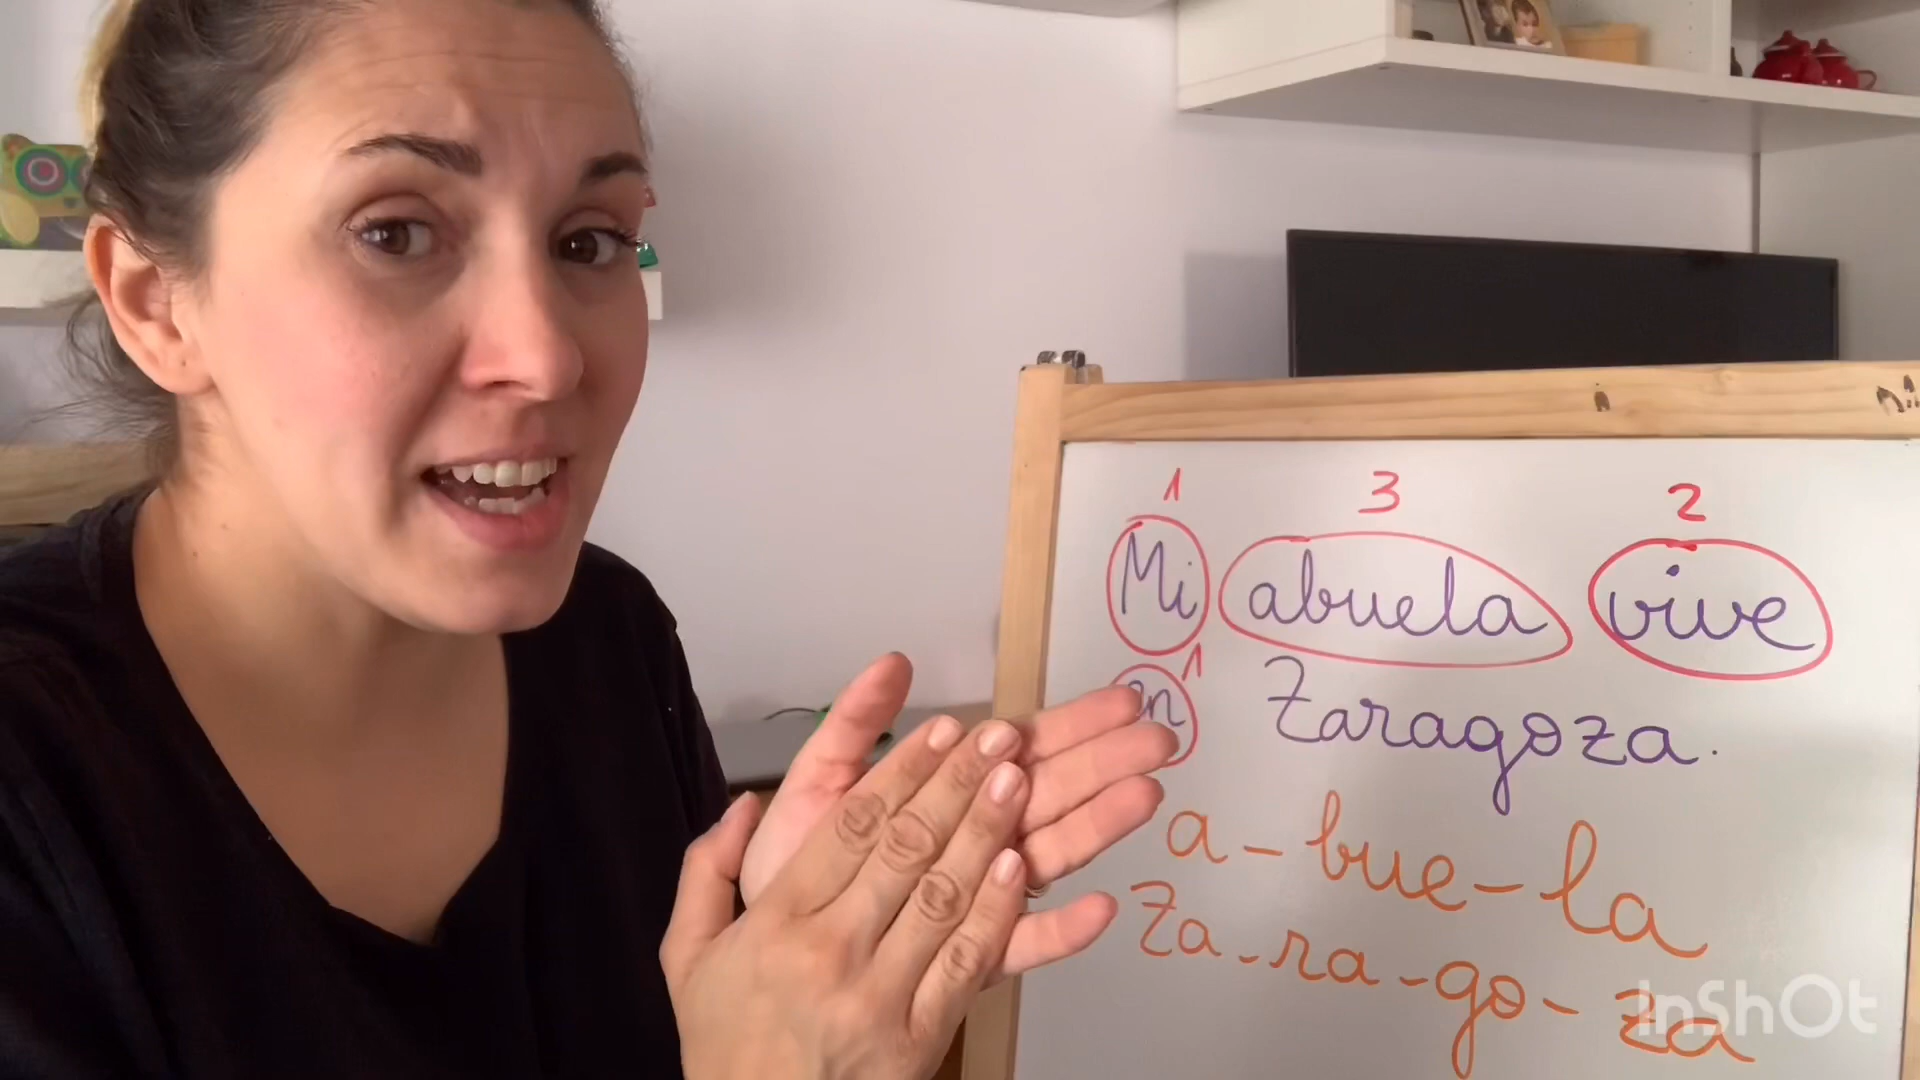 1 3 2
Mi abuela vive
1
en Zaragoza.
a-bue-la
Za-ra-go-za
InShOt